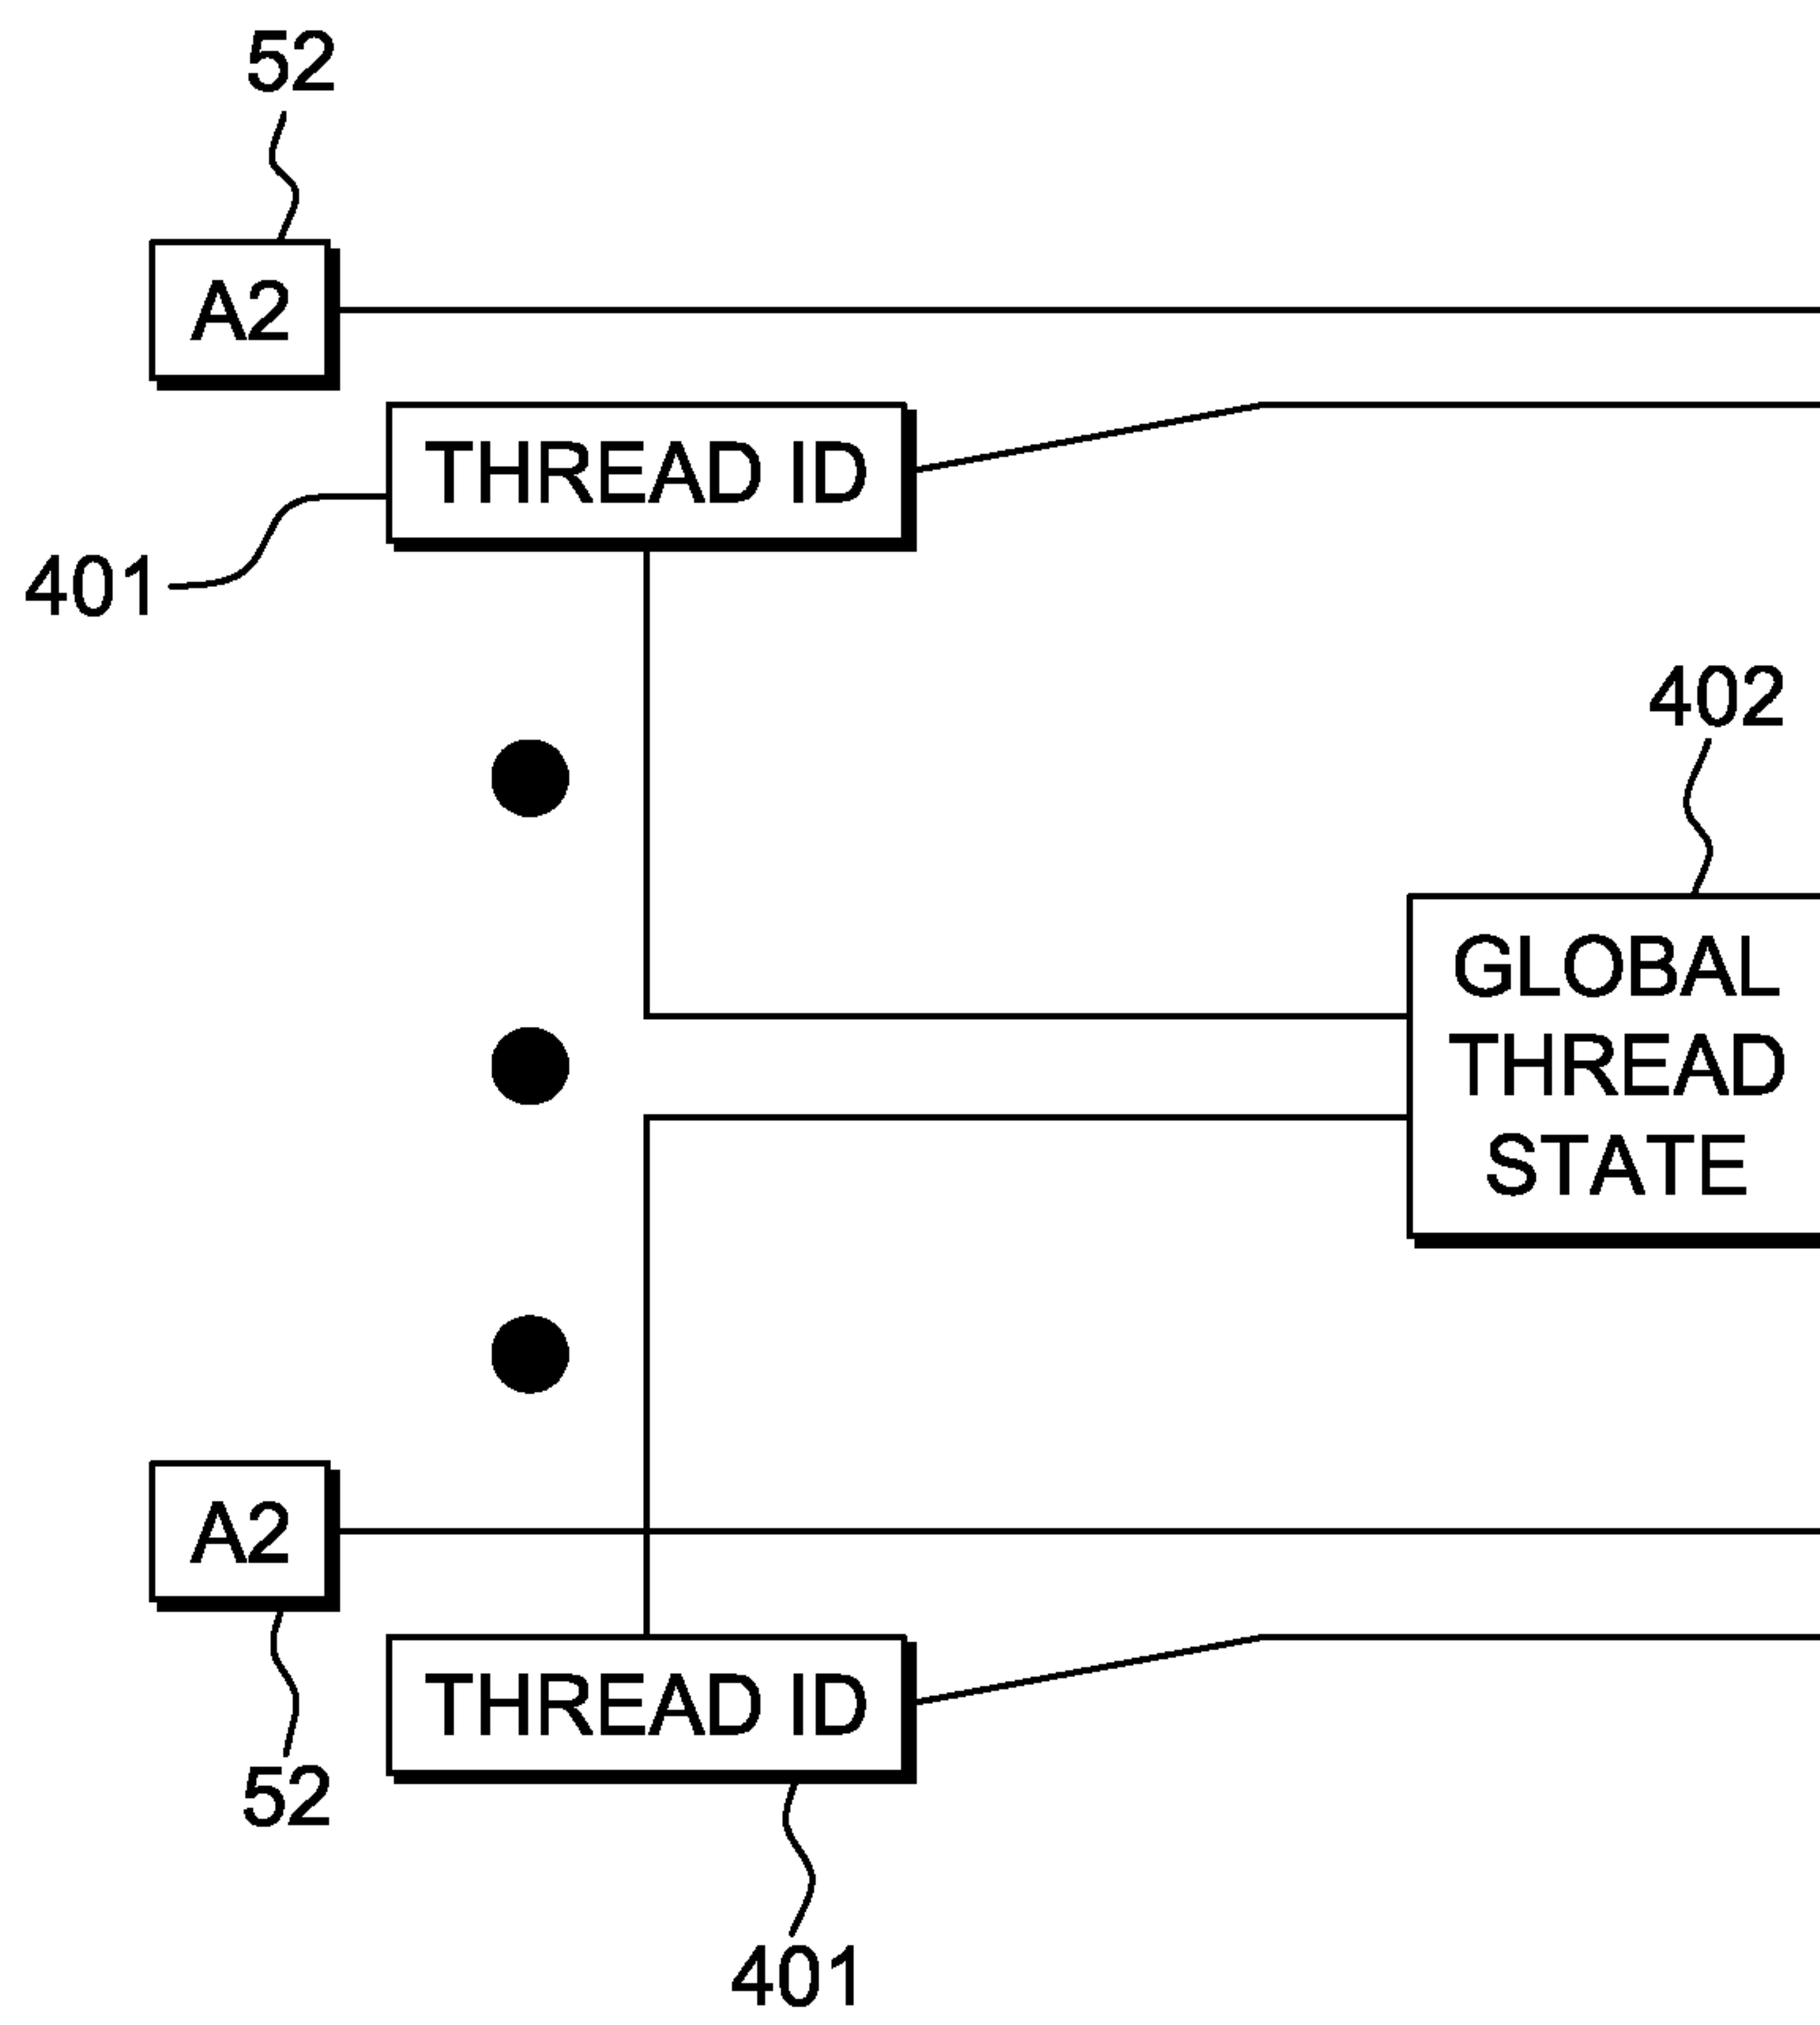 52
A2
THREAD ID
401
402
GLOBAL
THREAD
STATE
A2
THREAD ID
52
401